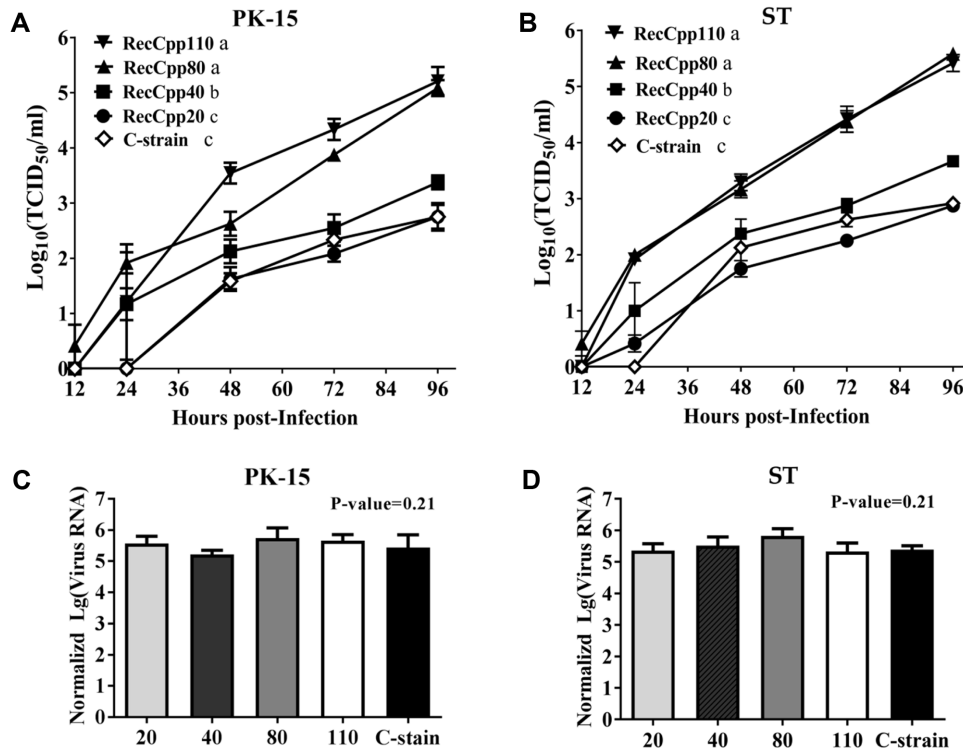 A
PK-15
Log10(TCID50/ml)
6
5
4
3
2
1
0
RecCpp110 a
RecCpp80 a
RecCpp40 b
RecCpp20 c
C-strain c
12 24 36 48 60 72 84 96
Hours post-Infection
B
ST
Log10(TCID50/ml)
6
5
4
3
2
1
0
RecCpp110 a
RecCpp80 a
RecCpp40 b
RecCpp20 c
C-strain c
12 24 36 48 60 72 84 96
Hours post-Infection
C
PK-15
P-value=0.21
Normalizd Lg(Virus RNA)
7
6
5
4
3
2
1
0
20 40 80 110 C-stain
D
ST
P-value=0.21
Normalizd Lg(Virus RNA)
7
6
5
4
3
2
1
0
20 40 80 110 C-strain